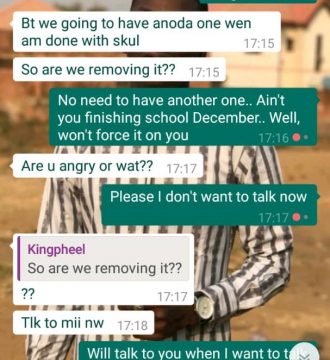 Bt we going to have anoda one wen
am done with skul
17:15
So are we removing it??
17:15
No need to have another one.. Ain't
you finishing school December.. Well,
won't force it on you
17:16
Are u angry or wat??
17:17
Please I don't want to talk now
17:17
Kingpheel
So are we removing it??
??
17:17
Tlk to mii nw
17:18
Will talk to you when I want to